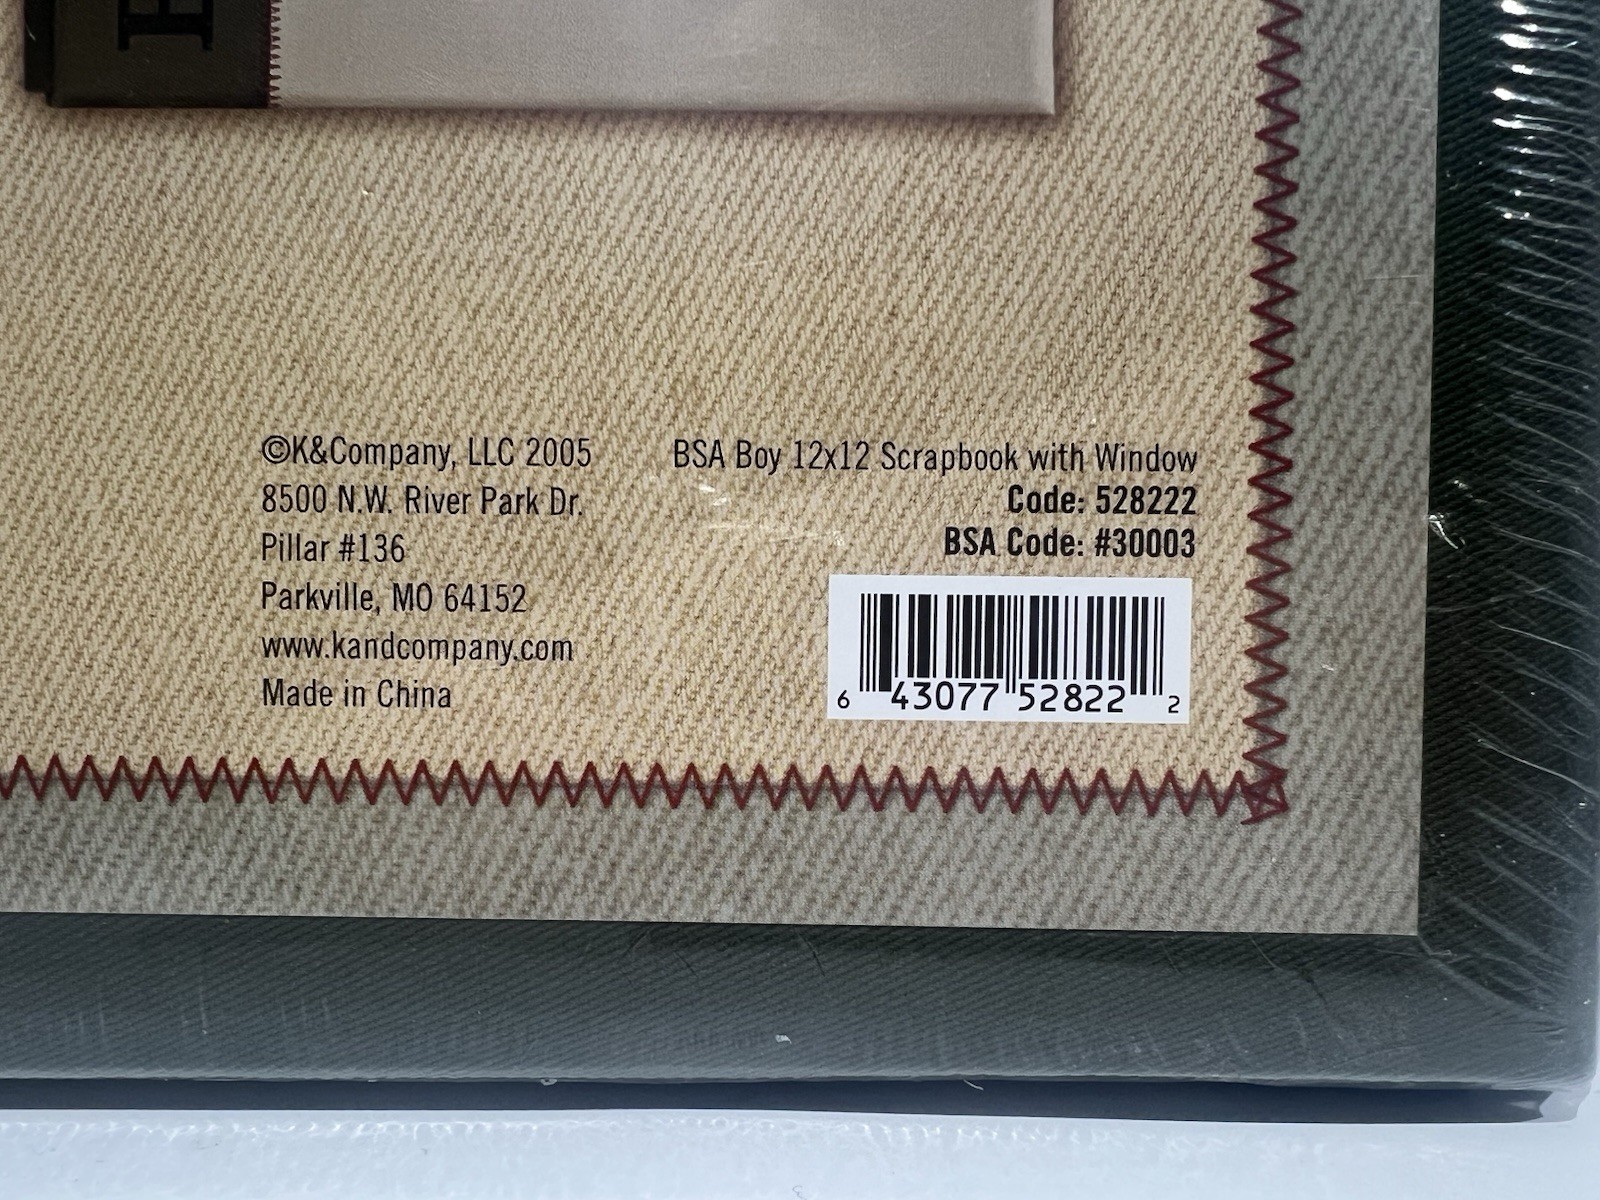 ©K&Company, LLC 2005
8500 N.W. River Park Dr.
Pillar #136
Parkville, MO 64152
www.kandcompany.com
Made in China
BSA Boy 12x12 Scrapbook with Window
Code: 528222
BSA Code: #30003
6 43077 52822 2